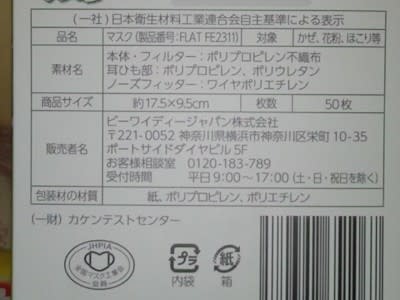 (一社)日本衛生材料工業連合会自主基準による表示
品名 マスク(製品番号:FLAT FE2311) 対象 かぜ、花粉、ほこり等
素材名 本体・フィルター:ポリプロピレン不織布
耳ひも部:ポリプロピレン、ポリウレタン
ノーズフィッター:ワイヤポリエチレン
商品サイズ 約17.5×9.5cm 枚数 50枚
販売者名 ビーワイディージャパン株式会社
〒221-0052 神奈川県横浜市神奈川区栄町10-35
ポートサイドダイヤビル5F
お客様相談室 0120-183-789
受付時間 平日9:00〜17:00(土・日・祝日を除く)
包装材の材質 紙、ポリプロピレン、ポリエチレン
(一財)カケンテストセンター
JHPIA
全国マスク工業会
会員
プラ
内袋
紙
箱